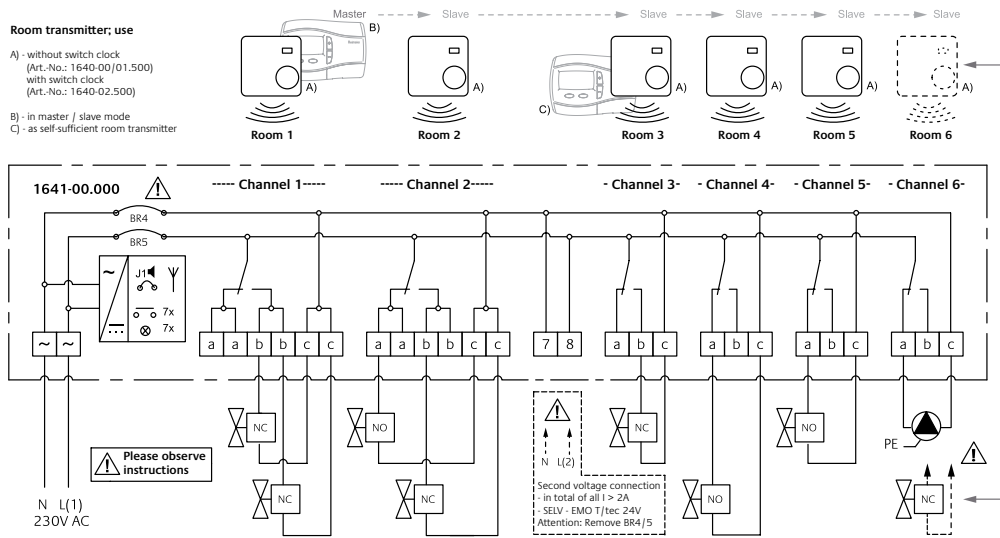 Room transmitter; use
A) - without switch clock
(Art.-No.: 1640-00/01.500)
with switch clock
(Art.-No.: 1640-02.500)
B) - in master / slave mode
C) - as self-sufficient room transmitter
Master
Slave
Slave
Slave
Slave
Slave
B)
A)
A)
C)
A)
A)
A)
A)
Room 1
Room 2
Room 3
Room 4
Room 5
Room 6
1641-00.000
----- Channel 1-----
----- Channel 2-----
- Channel 3-
- Channel 4-
- Channel 5-
- Channel 6-
BR4
BR5
~
J1
7x
7x
~ ~
a a b b c c
a a b b c c
7 8
a b c
a b c
a b c
a b c
NC
NO
NC
NO
PE
NC
NC
NO
NC
N L(2)
Second voltage connection
- in total of all I > 2A
- SELV - EMO T/tec 24V
Attention: Remove BR4/5
Please observe
instructions
N L(1)
230V AC